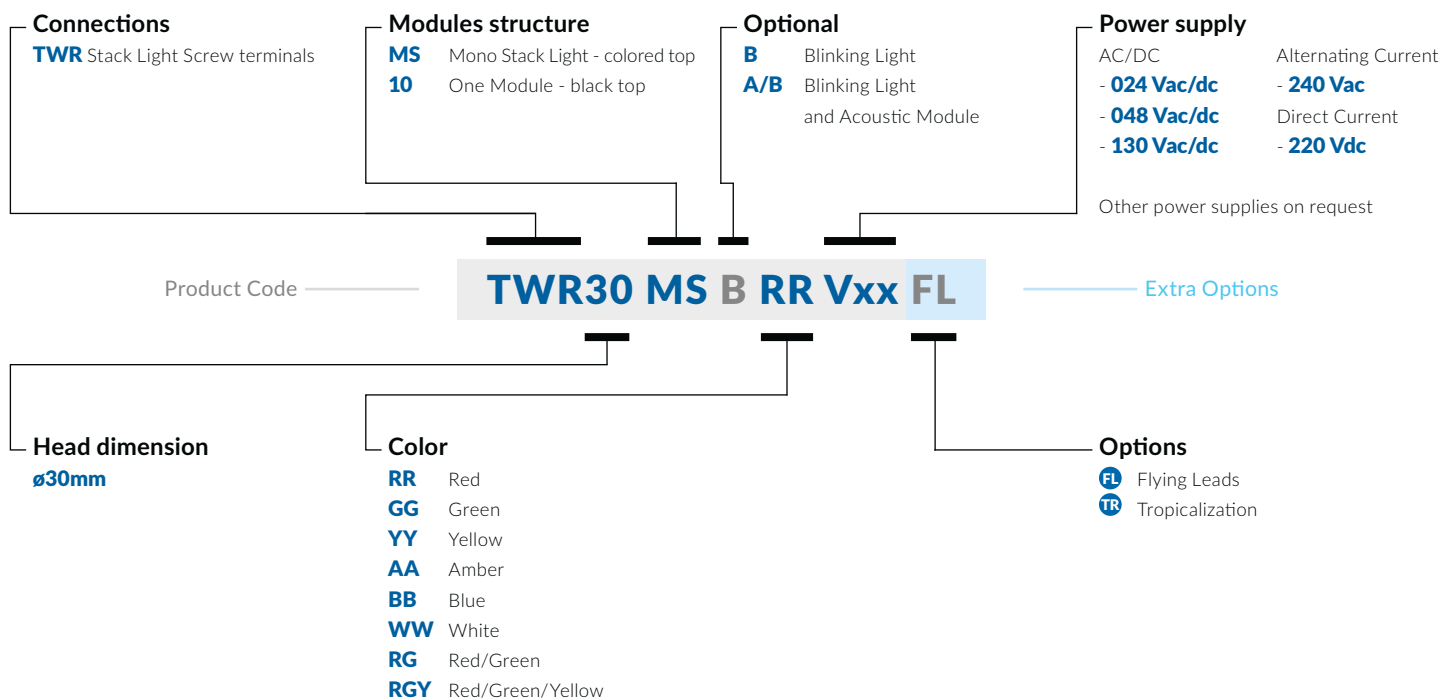 Connections
TWR Stack Light Screw terminals
Modules structure
MS Mono Stack Light - colored top
10 One Module - black top
Optional
B Blinking Light
A/B Blinking Light
and Acoustic Module
Power supply
AC/DC
- 024 Vac/dc
- 048 Vac/dc
- 130 Vac/dc
Alternating Current
- 240 Vac
Direct Current
- 220 Vdc
Other power supplies on request
Product Code
TWR30 MS B RR Vxx FL
Extra Options
Head dimension
ø30mm
Color
RR Red
GG Green
YY Yellow
AA Amber
BB Blue
WW White
RG Red/Green
RGY Red/Green/Yellow
Options
FL Flying Leads
TR Tropicalization